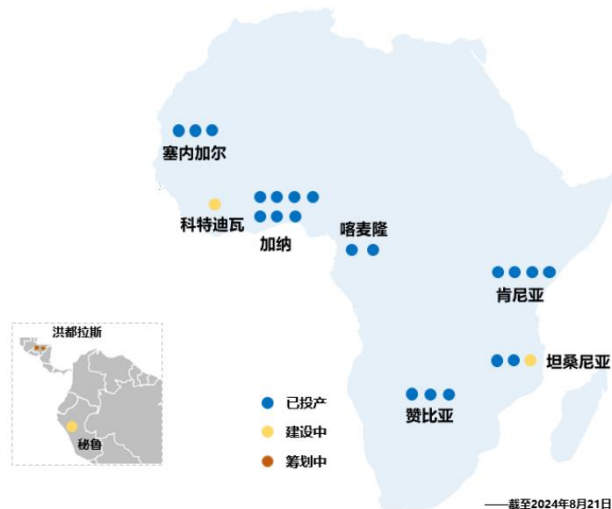 塞内加尔
科特迪瓦
加纳
喀麦隆
肯尼亚
坦桑尼亚
赞比亚
洪都拉斯
秘鲁
已投产
建设中
筹划中
——截至2024年8月21日